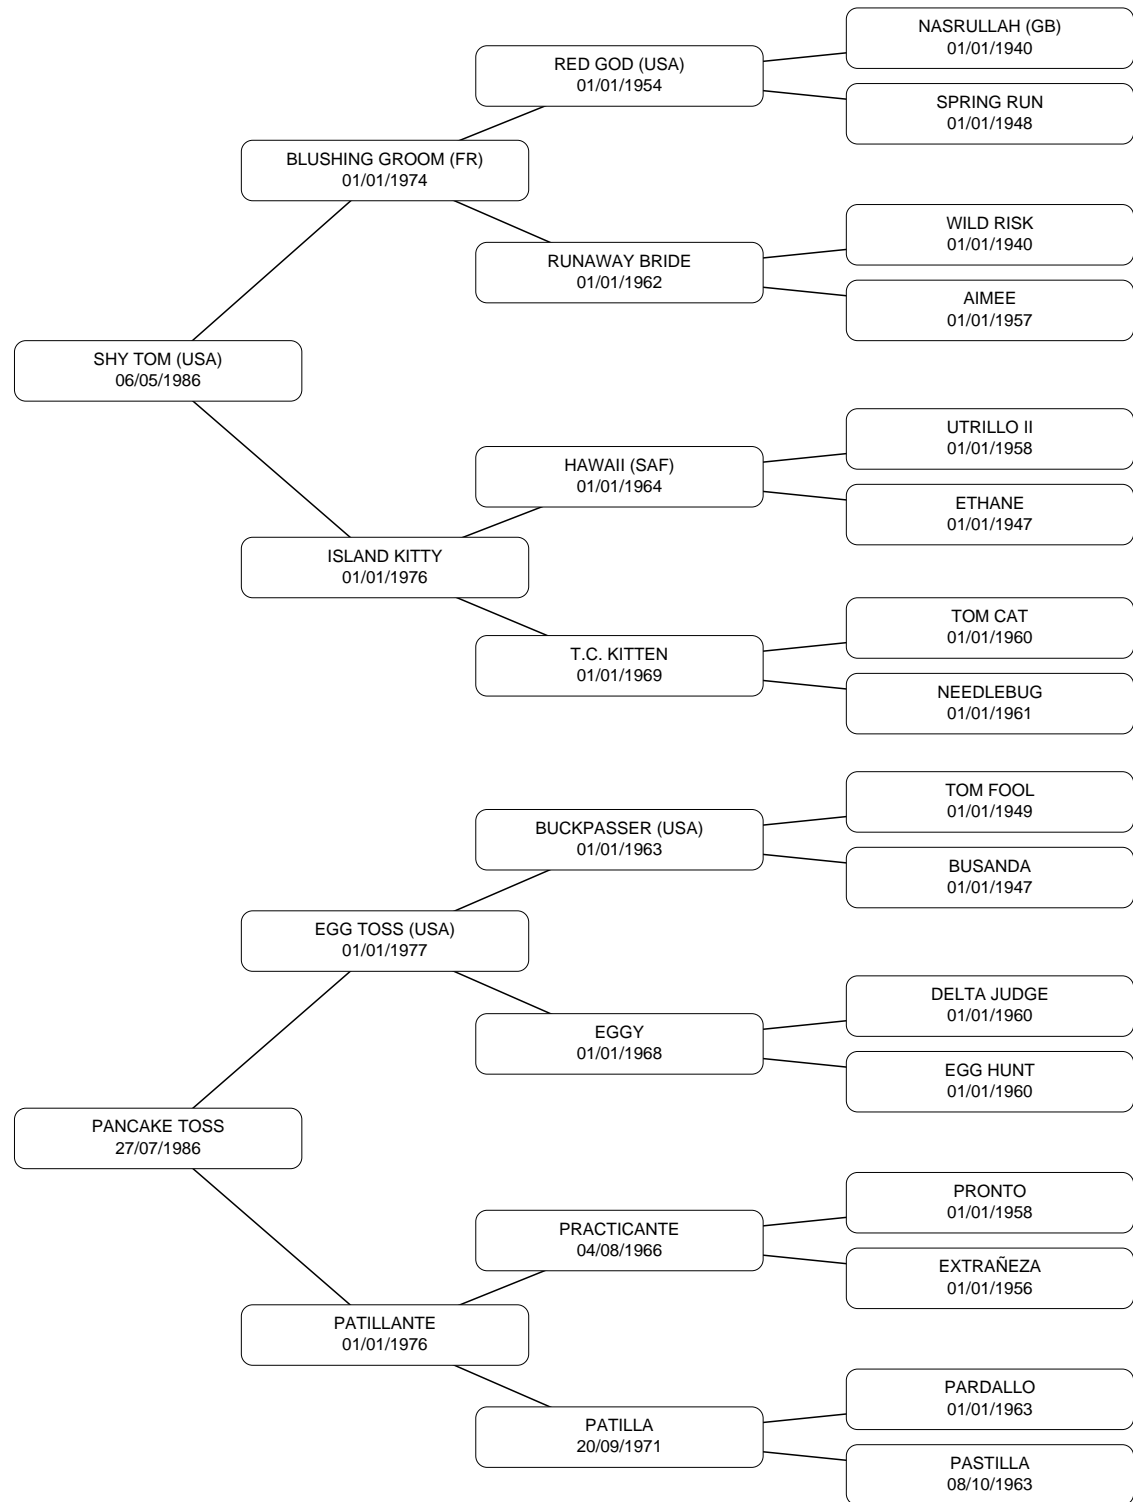 NASRULLAH (GB)
01/01/1940
RED GOD (USA)
01/01/1954
SPRING RUN
01/01/1948
BLUSHING GROOM (FR)
01/01/1974
WILD RISK
01/01/1940
RUNAWAY BRIDE
01/01/1962
AIMEE
01/01/1957
SHY TOM (USA)
06/05/1986
UTRILLO II
01/01/1958
HAWAII (SAF)
01/01/1964
ETHANE
01/01/1947
ISLAND KITTY
01/01/1976
TOM CAT
01/01/1960
T.C. KITTEN
01/01/1969
NEEDLEBUG
01/01/1961
TOM FOOL
01/01/1949
BUCKPASSER (USA)
01/01/1963
BUSANDA
01/01/1947
EGG TOSS (USA)
01/01/1977
DELTA JUDGE
01/01/1960
EGGY
01/01/1968
EGG HUNT
01/01/1960
PANCAKE TOSS
27/07/1986
PRONTO
01/01/1958
PRACTICANTE
04/08/1966
EXTRAÑEZA
01/01/1956
PATILLANTE
01/01/1976
PARDALLO
01/01/1963
PATILLA
20/09/1971
PASTILLA
08/10/1963